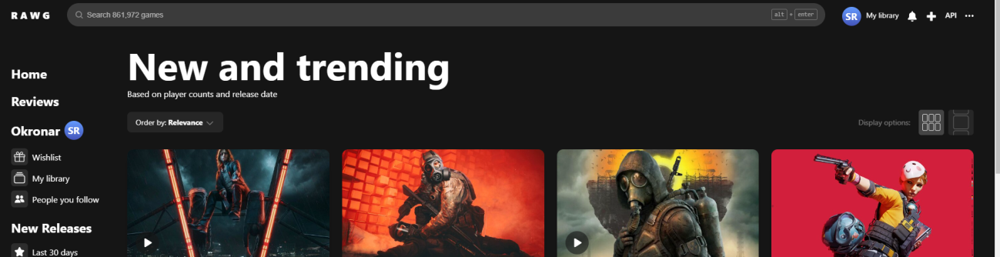 RAWG
Search 861,972 games
alt + enter
SR
My library
API
Home
Reviews
Okronar SR
Wishlist
My library
People you follow
New Releases
Last 30 days
New and trending
Based on player counts and release date
Order by: Relevance
Display options: